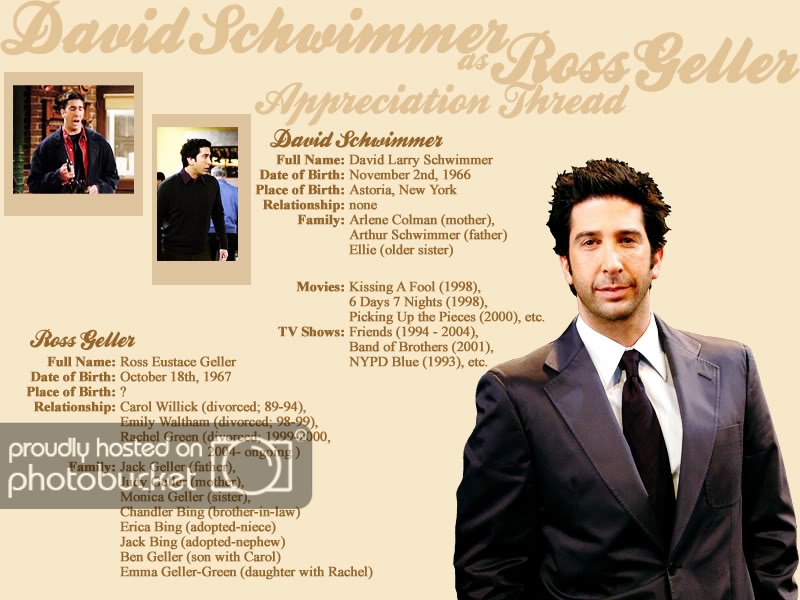 David Schwimmer
as Ross Geller
Appreciation Thread
David Schwimmer
Full Name: David Larry Schwimmer
Date of Birth: November 2nd, 1966
Place of Birth: Astoria, New York
Relationship: none
Family: Arlene Colman (mother),
Arthur Schwimmer (father)
Ellie (older sister)
Movies: Kissing A Fool (1998),
6 Days 7 Nights (1998),
Picking Up the Pieces (2000), etc.
TV Shows: Friends (1994 - 2004),
Band of Brothers (2001),
NYPD Blue (1993), etc.
Ross Geller
Full Name: Ross Eustace Geller
Date of Birth: October 18th, 1967
Place of Birth: ?
Relationship: Carol Willick (divorced; 89-94),
Emily Waltham (divorced; 98-99),
Rachel Green (divorced; 1999-2000,
2004- ongoing )
Family: Jack Geller (father),
Judy Geller (mother),
Monica Geller (sister),
Chandler Bing (brother-in-law)
Erica Bing (adopted-niece)
Jack Bing (adopted-nephew)
Ben Geller (son with Carol)
Emma Geller-Green (daughter with Rachel)
proudly hosted on
photobucket